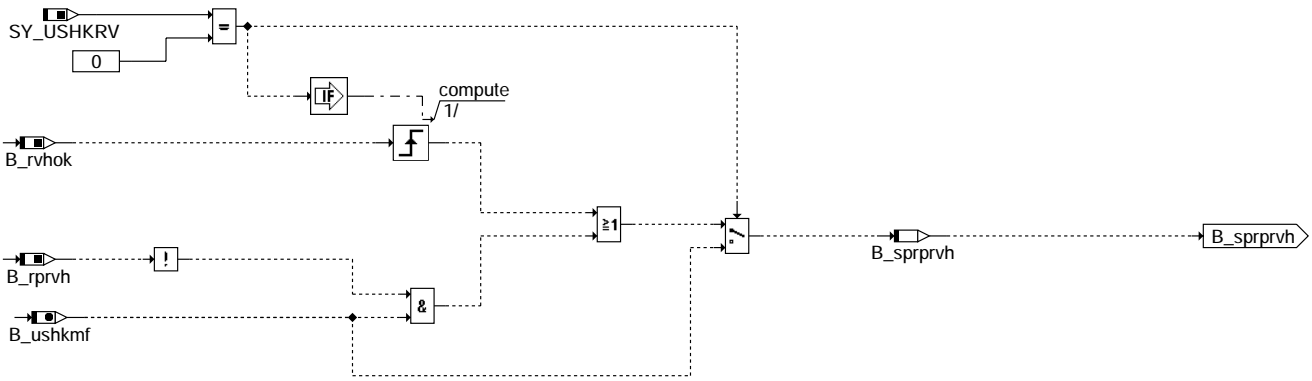 SY_USHKRV
=
0
IF
compute
1/
B_rvhok
≥1
B_sprprvh
B_sprprvh
B_rprvh
!
&
B_ushkmf